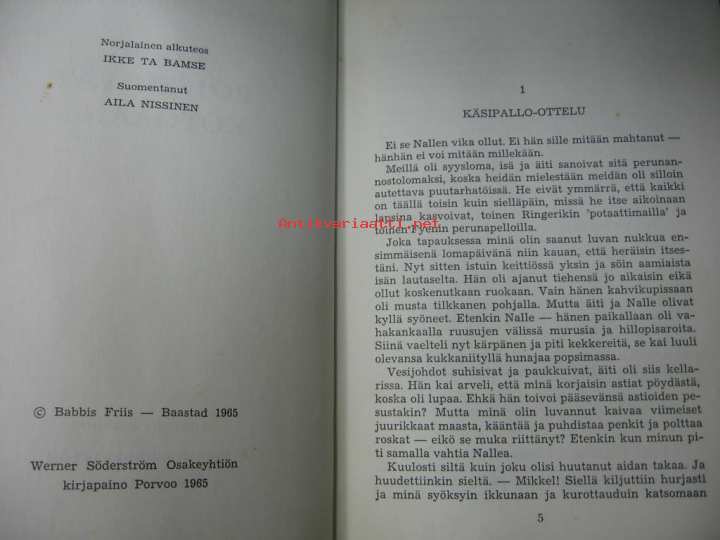 Norjalainen alkuteos
IKKE TA BAMSE
Suomentanut
AILA NISSINEN
© Babbis Friis — Baastad 1965
Werner Söderström Osakeyhtiön
kirjapaino Porvoo 1965
1
KÄSIPALLO-OTTELU
Ei se Nallen vika ollut. Ei hän sille mitään mahtanut —
hänhän ei voi mitään millekään.
Meillä oli syysloma, isä ja äiti sanoivat sitä perunan-
nostolomaksi, koska heidän mielestään meidän oli silloin
autettava puutarhatöissä. He eivät ymmärrä, että kaikki
on täällä toisin kuin sielläpäin, missä he itse aikoinaan
lapsina kasvoivat, toinen Ringerikin 'potaattimailla' ja
toinen Fyenin perunapelloilla.
Antikvariaatti.net
Joka tapauksessa minä olin saanut luvan nukkua en-
simmäisenä lomapäivänä niin kauan, että heräisin itses-
täni. Nyt sitten istuin keittiössä yksin ja söin aamiaista
isän lautaselta. Hän oli ajanut tiehensä jo aikaisin eikä
ollut koskenutkaan ruokaan. Vain hänen kahvikupissaan
oli musta tilkkanen pohjalla. Mutta äiti ja Nalle olivat
kyllä syöneet. Etenkin Nalle — hänen paikallaan oli va-
hakankaalla ruusujen välissä murusia ja hillopisaroita.
Siinä vaelteli nyt kärpänen ja piti kekkereitä, se kai luuli
olevansa kukkaniityllä hunajaa popsimassa.
Vesijohdot suhisivat ja paukkuivat, äiti oli siis kella-
rissa. Hän kai arveli, että minä korjaisin astiat pöydästä,
koska oli lupaa. Ehkä hän toivoi pääsevänsä astioiden pe-
sustakin? Mutta minä olin luvannut kaivaa viimeiset
juurikkaat maasta, kääntää ja puhdistaa penkit ja polttaa
roskat — eikö se muka riittänyt? Etenkin kun minun pi-
ti samalla vahtia Nallea.
Kuulosti siltä kuin joku olisi huutanut aidan takaa. Ja
huudettiinkin sieltä. — Mikkel! Siellä kiljuttiin hurjasti
ja minä syöksyin ikkunaan ja kurottauduin katsomaan
5